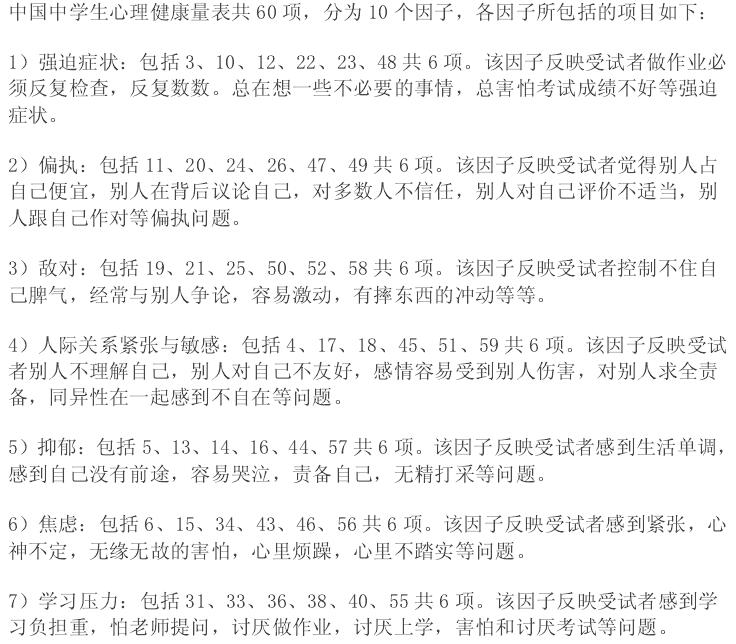 中国中学生心理健康量表共 60 项，分为 10 个因子，各因子所包括的项目如下：
1）强迫症状：包括 3、10、12、22、23、48 共 6 项。该因子反映受试者做作业必
须反复检查，反复数数。总在想一些不必要的事情，总害怕考试成绩不好等强迫
症状。
2）偏执：包括 11、20、24、26、47、49 共 6 项。该因子反映受试者觉得别人占
自己便宜，别人在背后议论自己，对多数人不信任，别人对自己评价不适当，别
人跟自己作对等偏执问题。
3）敌对：包括 19、21、25、50、52、58 共 6 项。该因子反映受试者控制不住自
己脾气，经常与别人争论，容易激动，有摔东西的冲动等等。
4）人际关系紧张与敏感：包括 4、17、18、45、51、59 共 6 项。该因子反映受试
者别人不理解自己，别人对自己不友好，感情容易受到别人伤害，对别人求全责
备，同异性在一起感到不自在等问题。
5）抑郁：包括 5、13、14、16、44、57 共 6 项。该因子反映受试者感到生活单调，
感到自己没有前途，容易哭泣，责备自己，无精打采等问题。
6）焦虑：包括 6、15、34、43、46、56 共 6 项。该因子反映受试者感到紧张，心
神不定，无缘无故的害怕，心里烦躁，心里不踏实等问题。
7）学习压力：包括 31、33、36、38、40、55 共 6 项。该因子反映受试者感到学
习负担重，怕老师提问，讨厌做作业，讨厌上学，害怕和讨厌考试等问题。